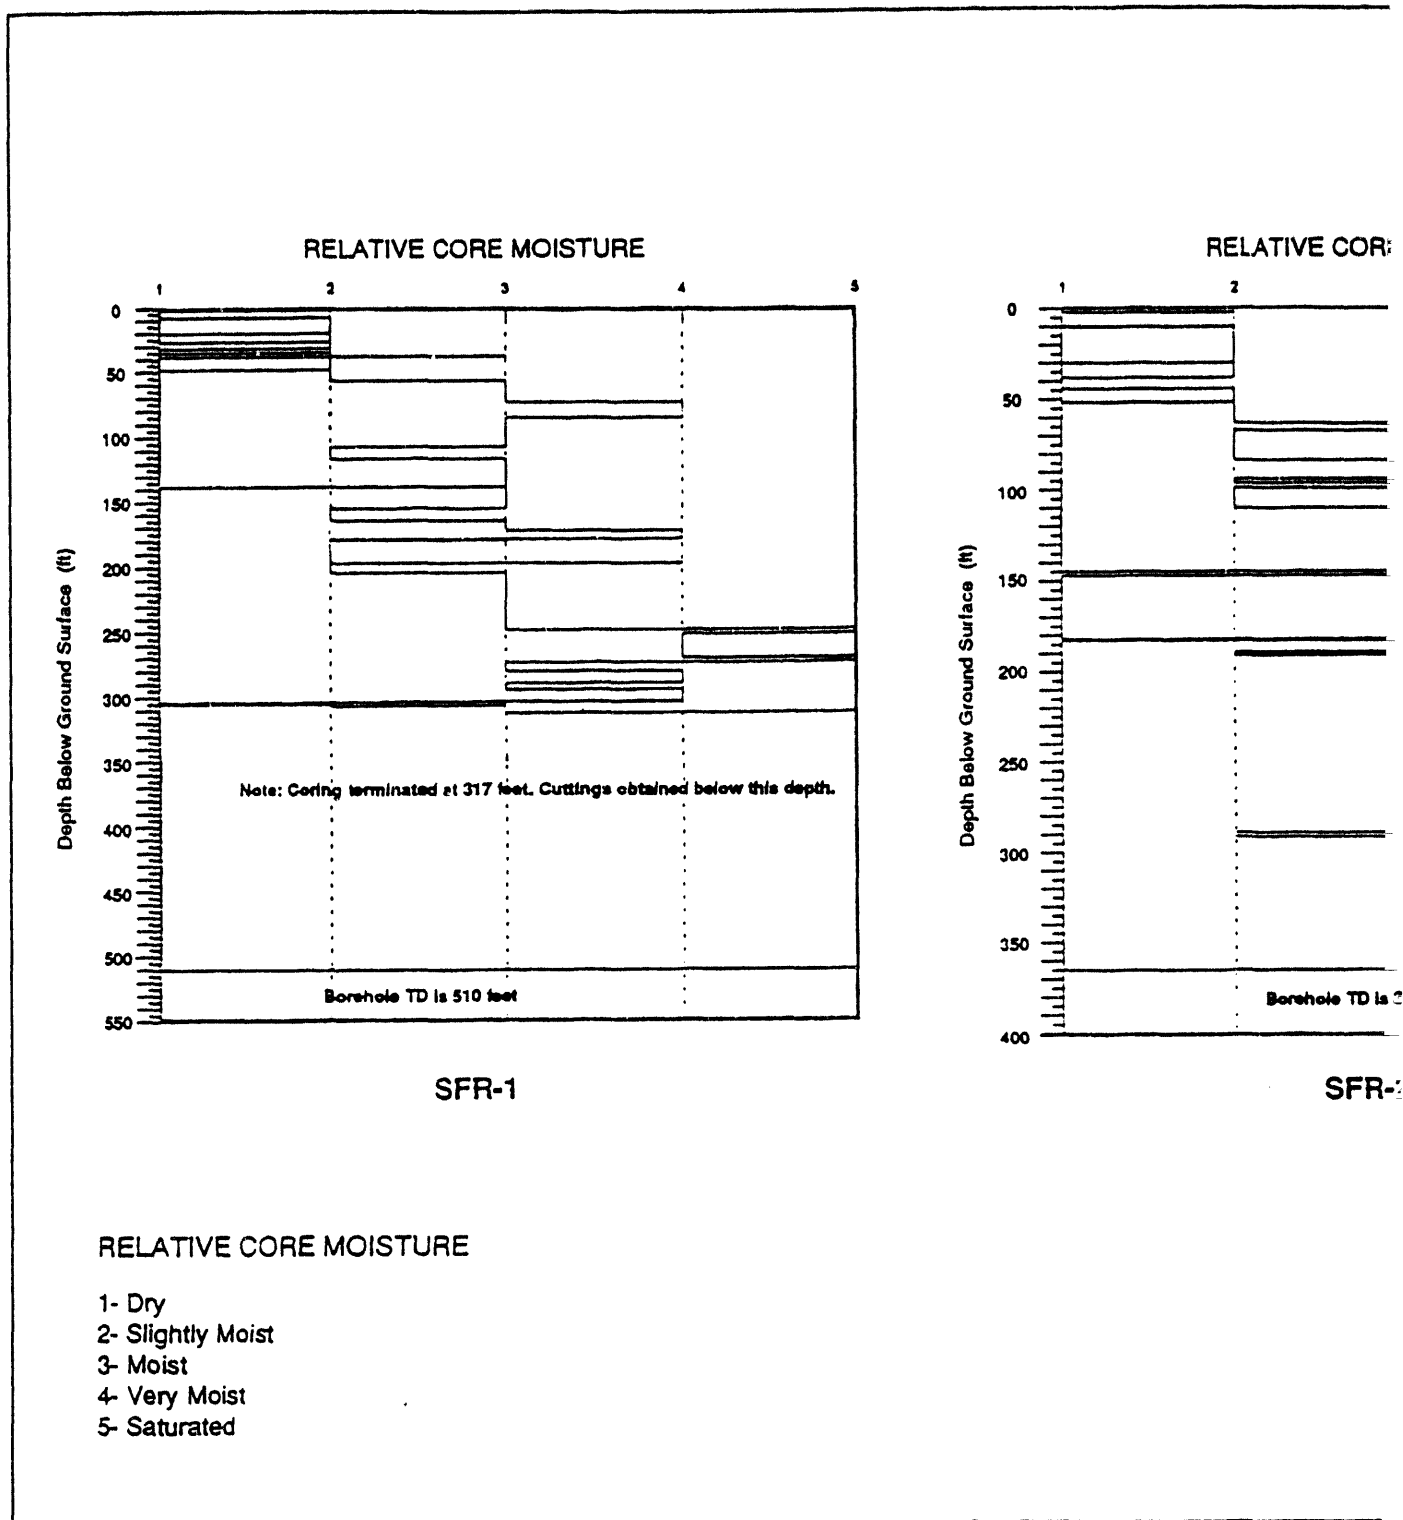 RELATIVE CORE MOISTURE
1 2 3 4 5
0
50
100
150
200
250
300
350
400
450
500
550
Depth Below Ground Surface (ft)
Note: Coring terminated at 317 feet. Cuttings obtained below this depth.
Borehole TD is 510 feet
SFR-1
RELATIVE COR
1 2
0
50
100
150
200
250
300
350
400
Depth Below Ground Surface (ft)
Borehole TD is
SFR-
RELATIVE CORE MOISTURE
1- Dry
2- Slightly Moist
3- Moist
4- Very Moist
5- Saturated